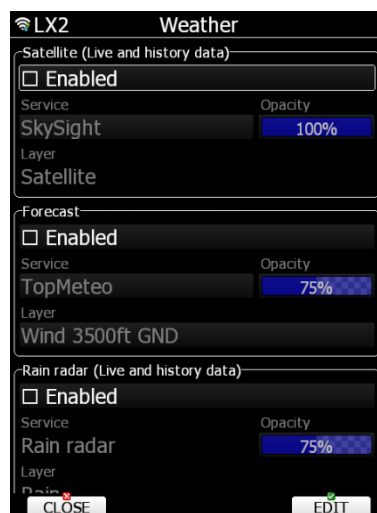 LX2 Weather
Satellite (Live and history data)
Enabled
Service Opacity
SkySight 100%
Layer
Satellite
Forecast
Enabled
Service Opacity
TopMeteo 75%
Layer
Wind 3500ft GND
Rain radar (Live and history data)
Enabled
Service Opacity
Rain radar 75%
Layer
Rain
CLOSE EDIT